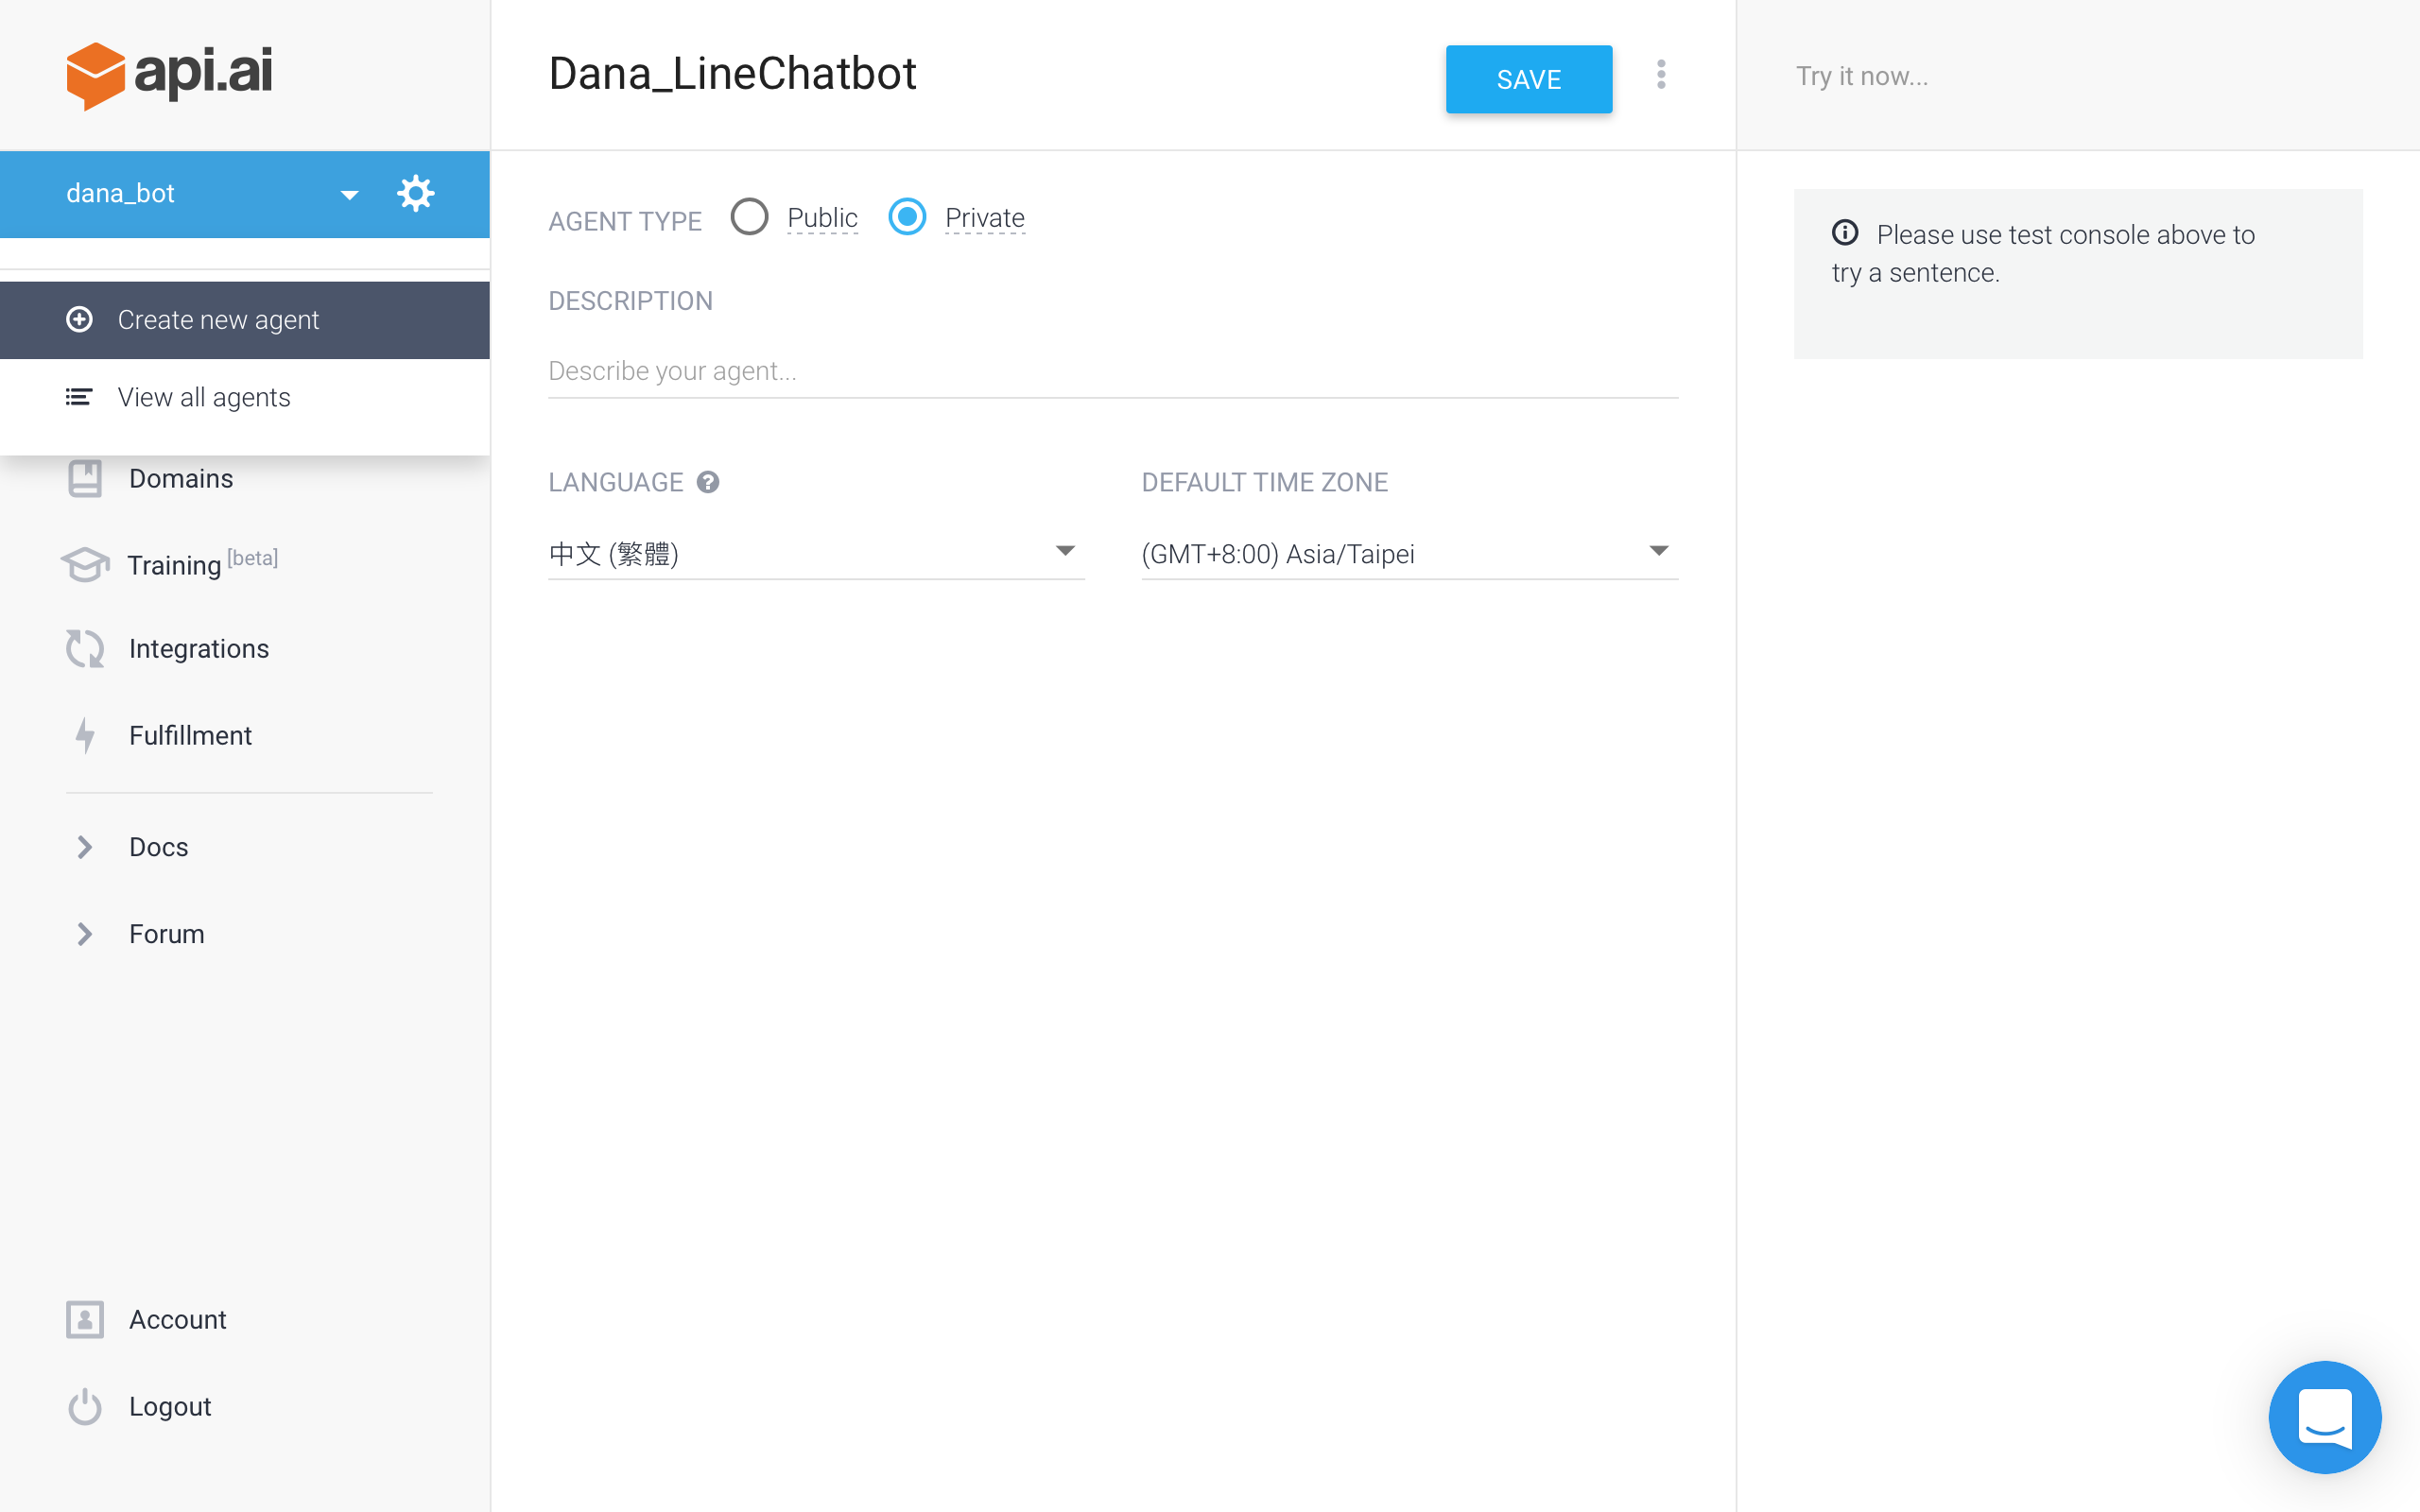 api.ai
dana_bot
Create new agent
View all agents
Domains
Training [beta]
Integrations
Fulfillment
Docs
Forum
Account
Logout
Dana_LineChatbot
SAVE
AGENT TYPE Public Private
DESCRIPTION
Describe your agent...
LANGUAGE ?
中文 (繁體)
DEFAULT TIME ZONE
(GMT+8:00) Asia/Taipei
Try it now...
Please use test console above to
try a sentence.